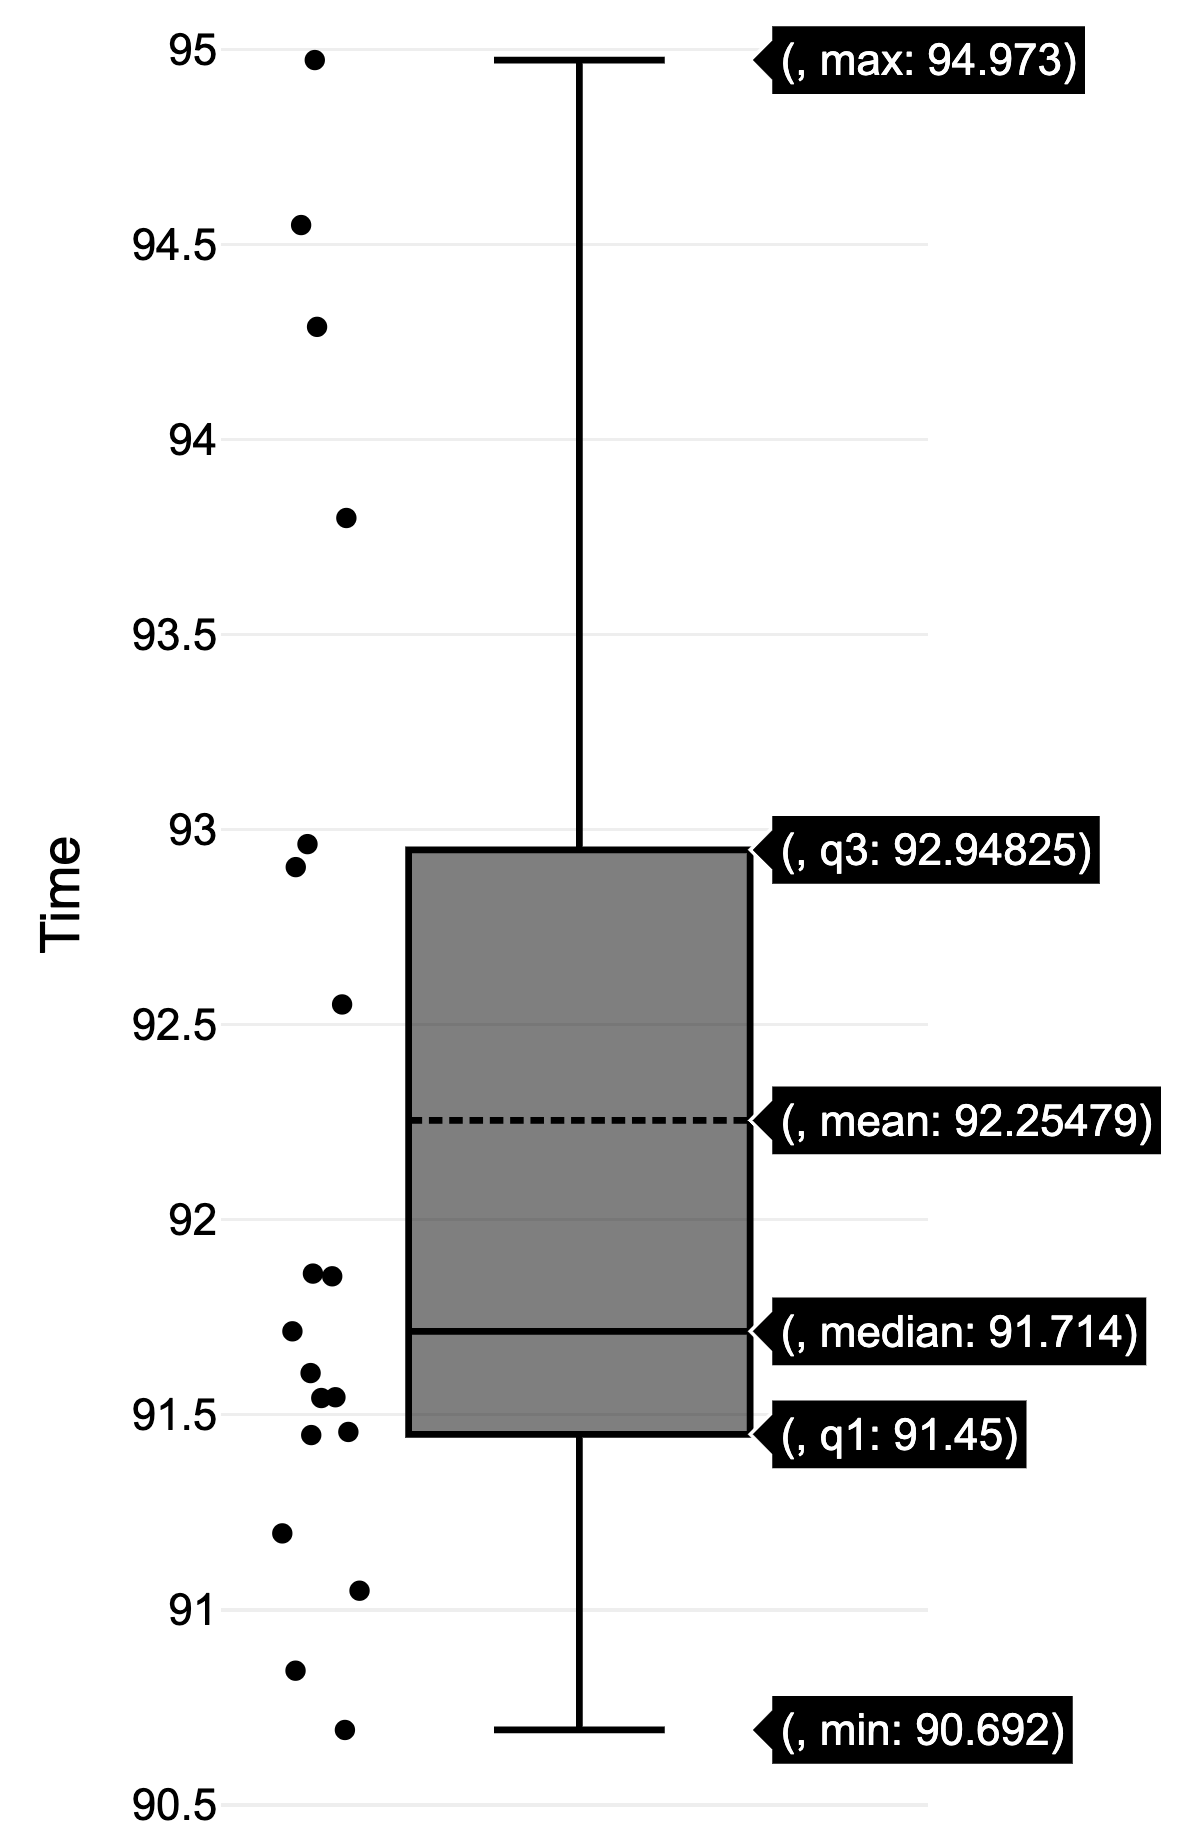 95
(, max: 94.973)
94.5
94
93.5
93
(, q3: 92.94825)
Time
92.5
(, mean: 92.25479)
92
(, median: 91.714)
91.5
(, q1: 91.45)
91
(, min: 90.692)
90.5